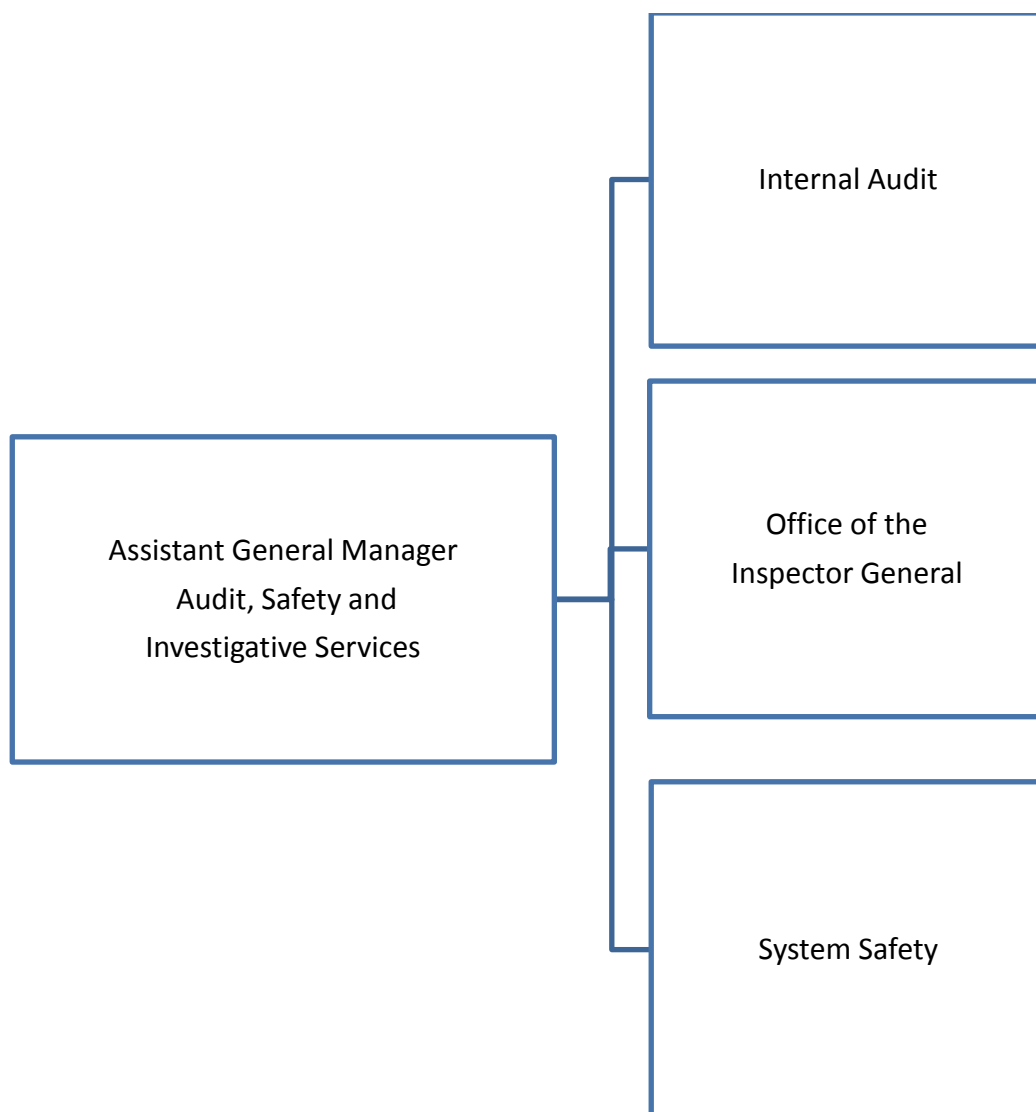 Internal Audit
Assistant General Manager
Audit, Safety and
Investigative Services
Office of the
Inspector General
System Safety